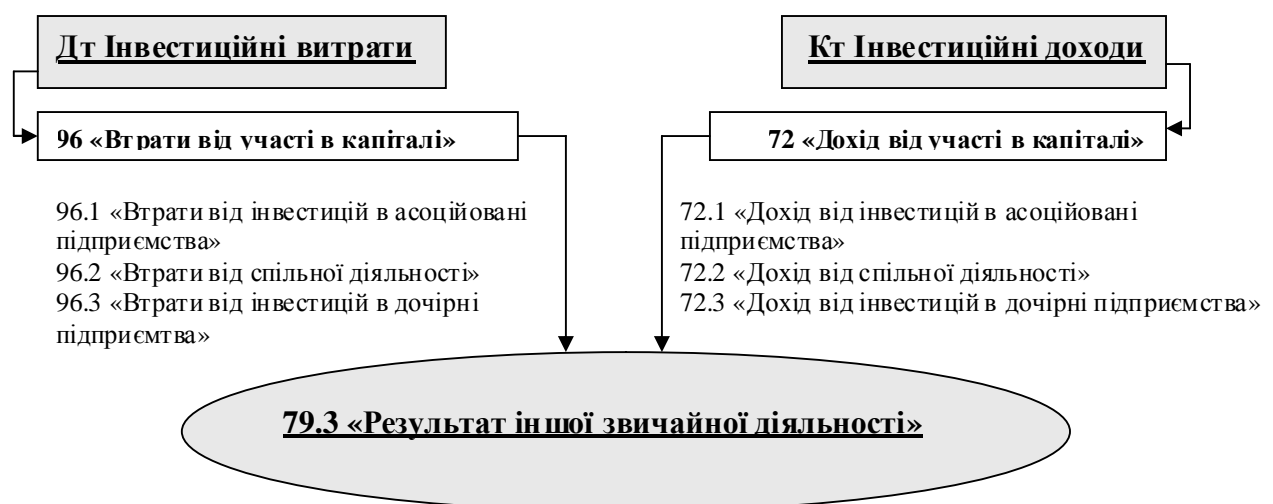 Дт Інвестиційні витрати
Кт Інвестиційні доходи
96 «Втрати від участі в капіталі»
72 «Дохід від участі в капіталі»
96.1 «Втрати від інвестицій в асоційовані
підприємства»
96.2 «Втрати від спільної діяльності»
96.3 «Втрати від інвестицій в дочірні
підприємтва»
72.1 «Дохід від інвестицій в асоційовані
підприємства»
72.2 «Дохід від спільної діяльності»
72.3 «Дохід від інвестицій в дочірні підприємства»
79.3 «Результат іншої звичайної діяльності»